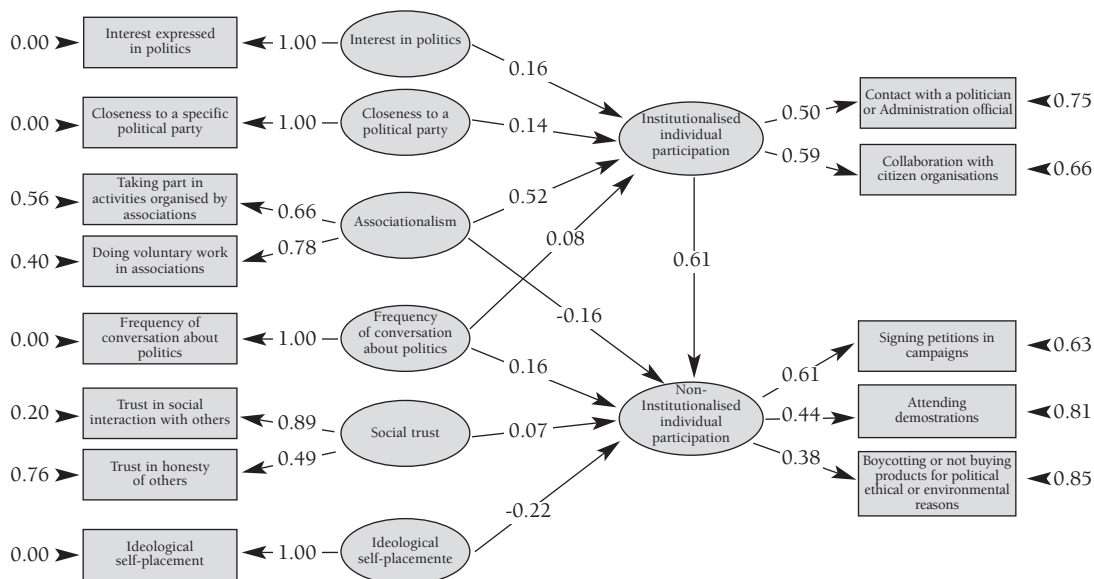 0.00
Interest expressed
in politics
1.00
Interest in politics
0.16
0.00
Closeness to a specific
political party
1.00
Closeness to a
political party
0.14
0.56
Taking part in
activities organised by
associations
0.66
0.40
Doing voluntary work
in associations
0.78
Associationalism
0.52
-0.16
0.00
Frequency of
conversation about
politics
1.00
Frequency
of conversation
about politics
0.08
0.16
0.20
Trust in social
interaction with others
0.89
0.76
Trust in honesty
of others
0.49
Social trust
0.07
0.00
Ideological
self-placement
1.00
Ideological
self-placemente
-0.22
Institutionalised
individual
participation
0.61
0.50
Contact with a politician
or Administration official
0.75
0.59
Collaboration with
citizen organisations
0.66
Non-
Institutionalised
individual
participation
0.61
Signing petitions in
campaigns
0.63
0.44
Attending
demostrations
0.81
0.38
Boycotting or not buying
products for political
ethical or environmental
reasons
0.85